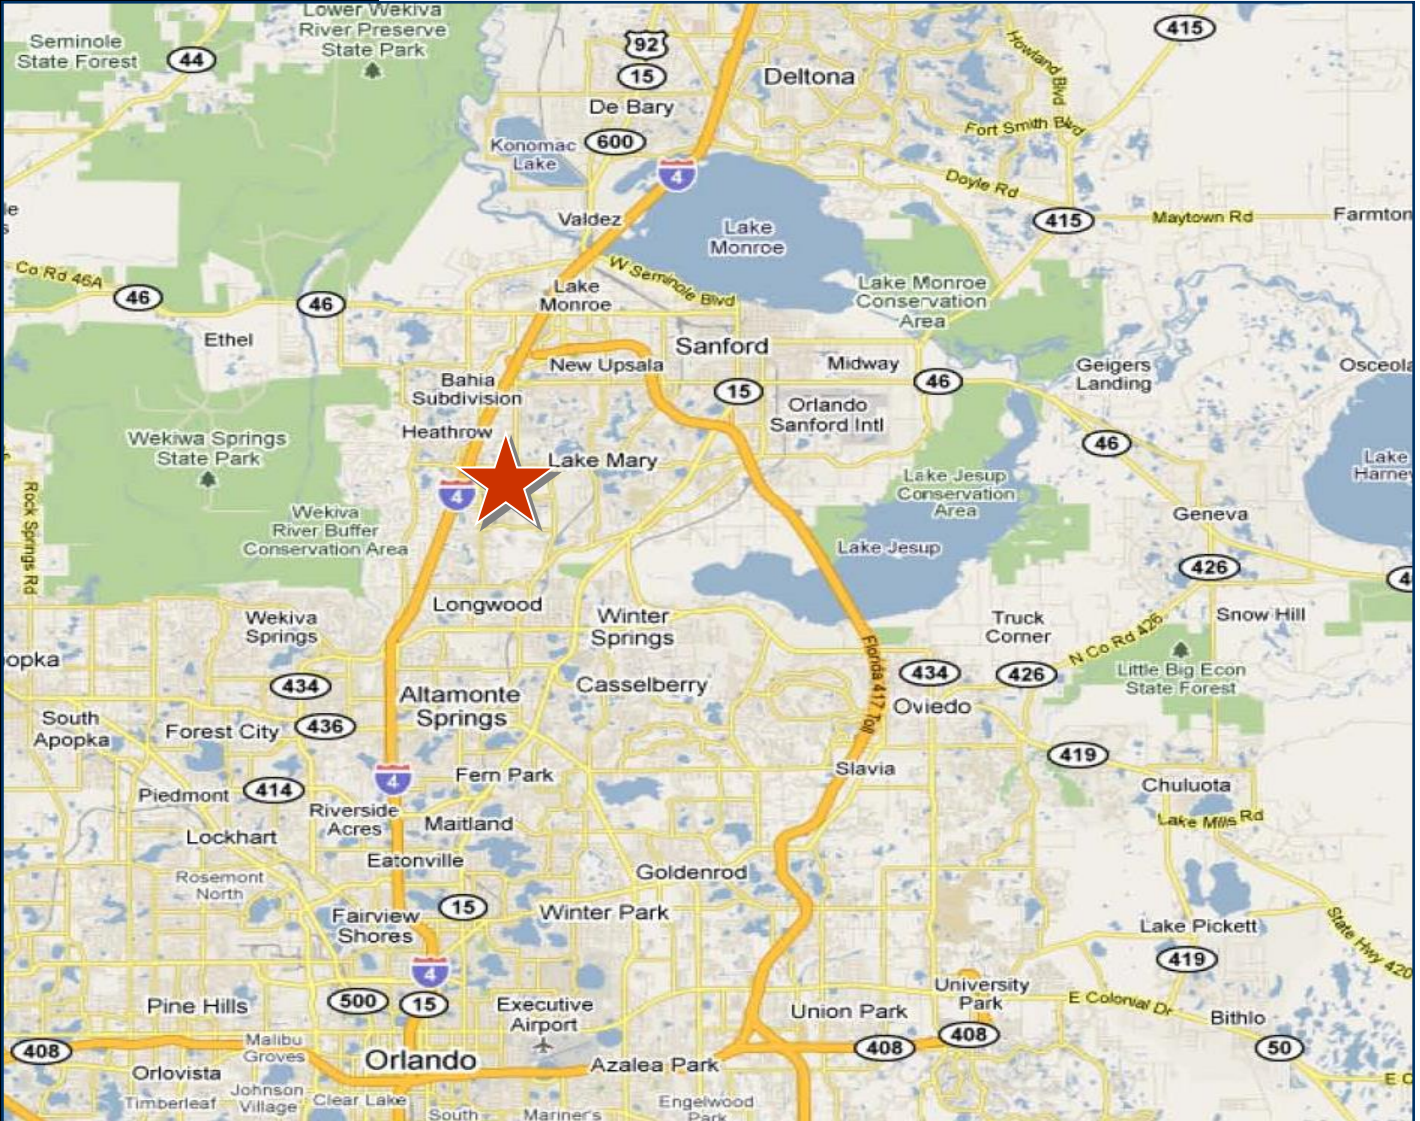 Lower Wekiva
River Preserve
State Park
Seminole
State Forest
44
92
15
De Bary
600
Konomac
Lake
Deltona
415
Howland Blvd
Fort Smith Blvd
Doyle Rd
415
Maytown Rd
Farmton
4
Valdez
Lake
Monroe
W Seminole Blvd
Co Rd 46A
46
46
Ethel
Lake
Monroe
Lake Monroe
Conservation
Area
Sanford
New Upsala
Midway
46
Geigers
Landing
Osceola
Bahia
Subdivision
15
Orlando
Sanford Intl
Heathrow
Wekiwa Springs
State Park
Lake Mary
46
Lake
Harney
4
Lake Jesup
Conservation
Area
Rock Springs Rd
Wekiva
River Buffer
Conservation Area
Geneva
Lake Jesup
426
Longwood
Winter
Springs
Wekiva
Springs
Truck
Corner
Snow Hill
N Co Rd 426
opka
Florida 417 Toll
434
426
Little Big Econ
State Forest
434
Casselberry
Altamonte
Springs
Oviedo
South
Apopka
Forest City
436
419
Slavia
4
Fern Park
Chuluota
Piedmont
414
Riverside
Acres
Maitland
Lake Mills Rd
Lockhart
Eatonville
Goldenrod
Rosemont
North
15
Winter Park
Fairview
Shores
Lake Pickett
State Hwy 420
4
419
University
Park
E Colonial Dr
Pine Hills
500
15
Executive
Airport
Union Park
Bithlo
408
Malibu
Groves
408
408
50
Orlando
Azalea Park
Orlovista
E C
Timberleaf
Johnson
Village
Clear Lake
South
Mariner's
Engelwood
Park